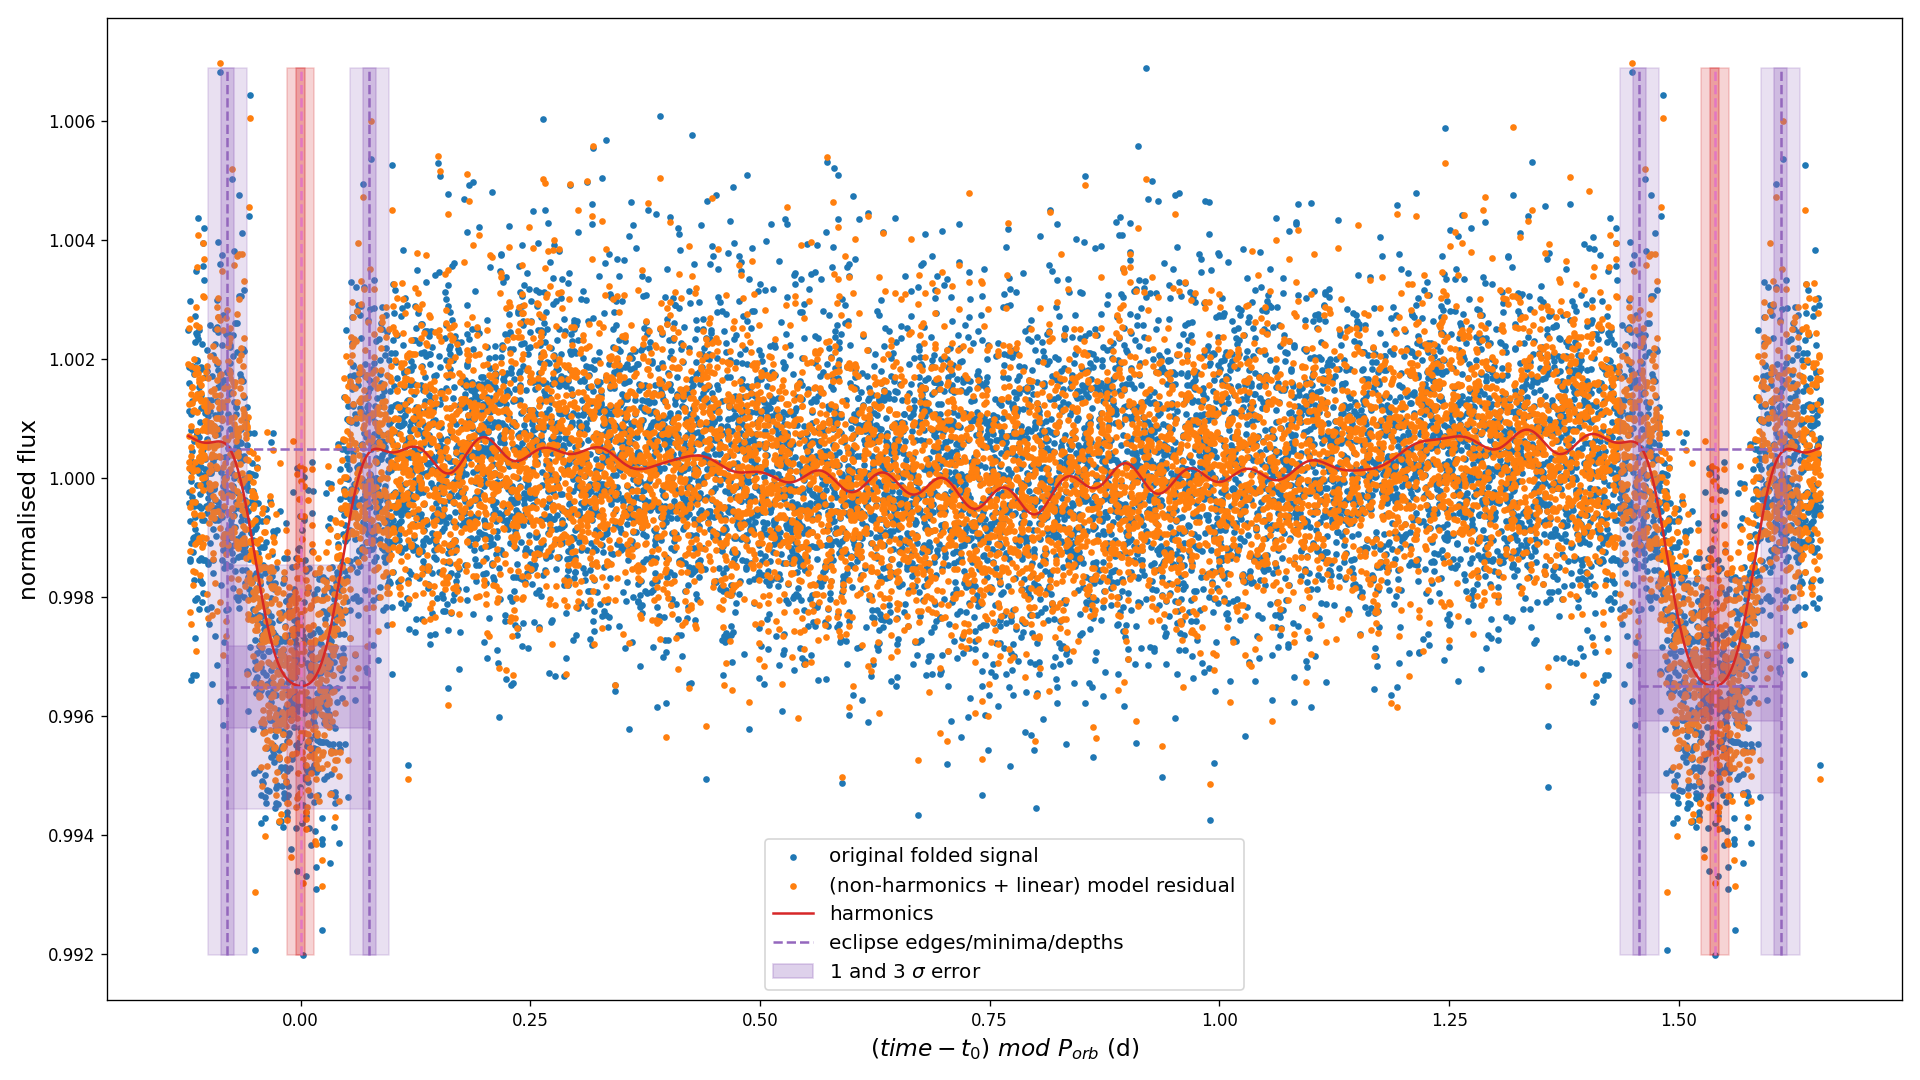 normalised flux
1.006
1.004
1.002
1.000
0.998
0.996
0.994
0.992
original folded signal
(non-harmonics + linear) model residual
harmonics
eclipse edges/minima/depths
1 and 3 σ error
0.00 0.25 0.50 0.75 1.00 1.25 1.50
(time − t₀) mod Pₒᵣb (d)